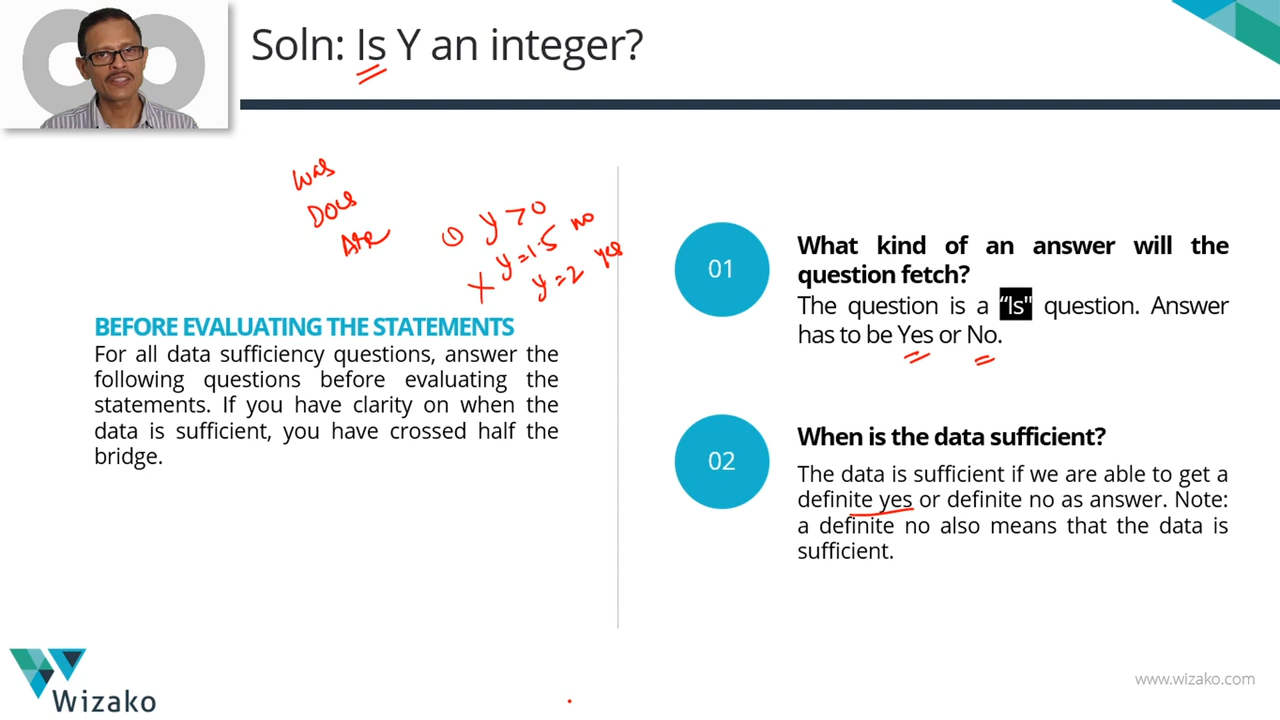 Soln: Is Y an integer?
Was
Does
Are
① y > 0
y = 1.5 no
X y = 2 yes
BEFORE EVALUATING THE STATEMENTS
For all data sufficiency questions, answer the
following questions before evaluating the
statements. If you have clarity on when the
data is sufficient, you have crossed half the
bridge.
01
What kind of an answer will the
question fetch?
The question is a “Is" question. Answer
has to be Yes or No.
02
When is the data sufficient?
The data is sufficient if we are able to get a
definite yes or definite no as answer. Note:
a definite no also means that the data is
sufficient.
Wizako
www.wizako.com